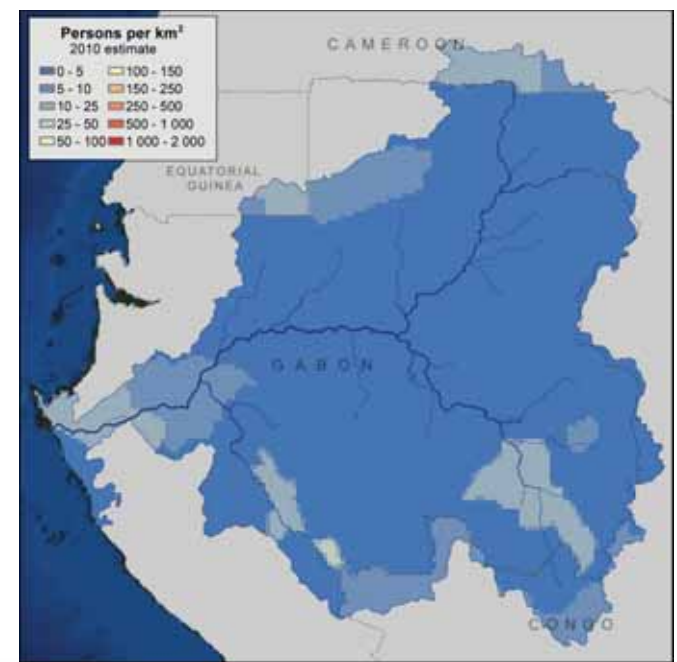 Persons per km²
2010 estimate
0 - 5
100 - 150
5 - 10
150 - 250
10 - 25
250 - 500
25 - 50
500 - 1 000
50 - 100
1 000 - 2 000
CAMEROON
EQUATORIAL
GUINEA
GABON
CONGO